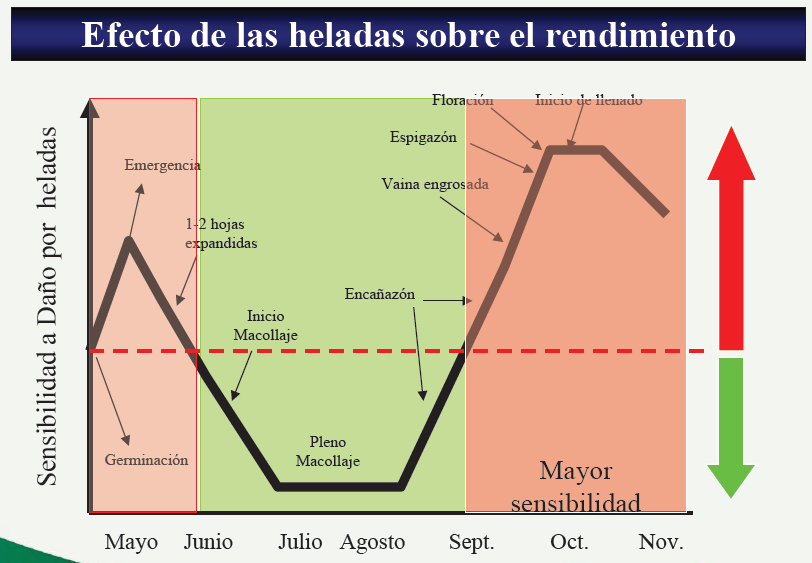 Efecto de las heladas sobre el rendimiento
Sensibilidad a Daño por heladas
Floración
Inicio de llenado
Espigazón
Emergencia
Vaina engrosada
1-2 hojas
expandidas
Encañazón
Inicio
Macollaje
Pleno
Macollaje
Germinación
Mayor
sensibilidad
Mayo Junio Julio Agosto Sept. Oct. Nov.